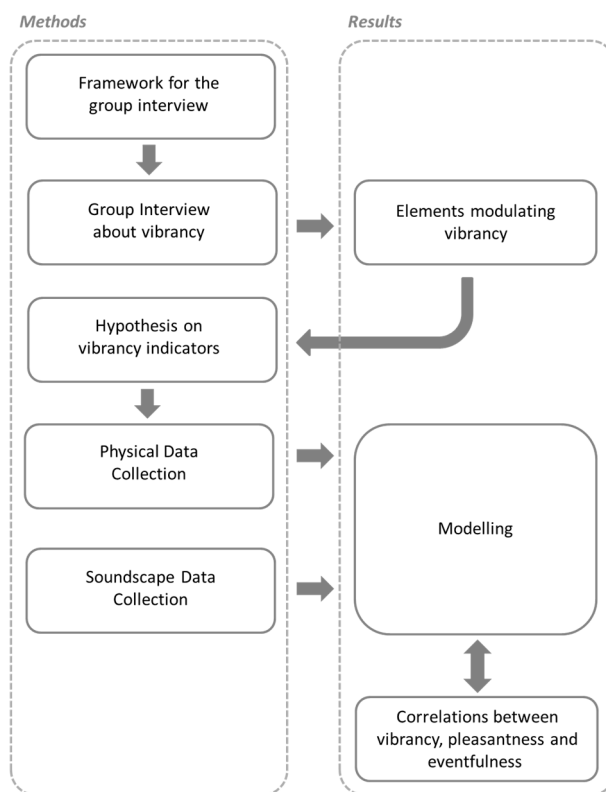 Methods
Results
Framework for the
group interview
Group Interview
about vibrancy
Elements modulating
vibrancy
Hypothesis on
vibrancy indicators
Physical Data
Collection
Modelling
Soundscape Data
Collection
Correlations between
vibrancy, pleasantness and
eventfulness